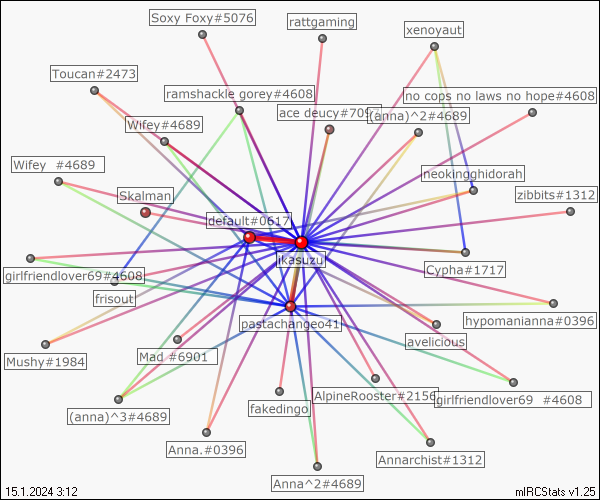 Soxy Foxy#5076
rattgaming
xenoyaut
Toucan#2473
ramshackle gorey#4608
no cops no laws no hope#4608
ace deucy#709
(anna)^2#4689
Wifey#4689
Wifey #4689
neokingghidorah
Skalman
zibbits#1312
default#0617
ikasuzu
girlfriendlover69#4608
Cypha#1717
frisout
hypomanianna#0396
pastachange41
avelicious
Mushy#1984
Mad #6901
AlpineRooster#2156
girlfriendlover69 #4608
(anna)^3#4689
fakedingo
Anna.#0396
Annarchist#1312
Anna^2#4689
15.1.2024 3:12
mIRCStats v1.25